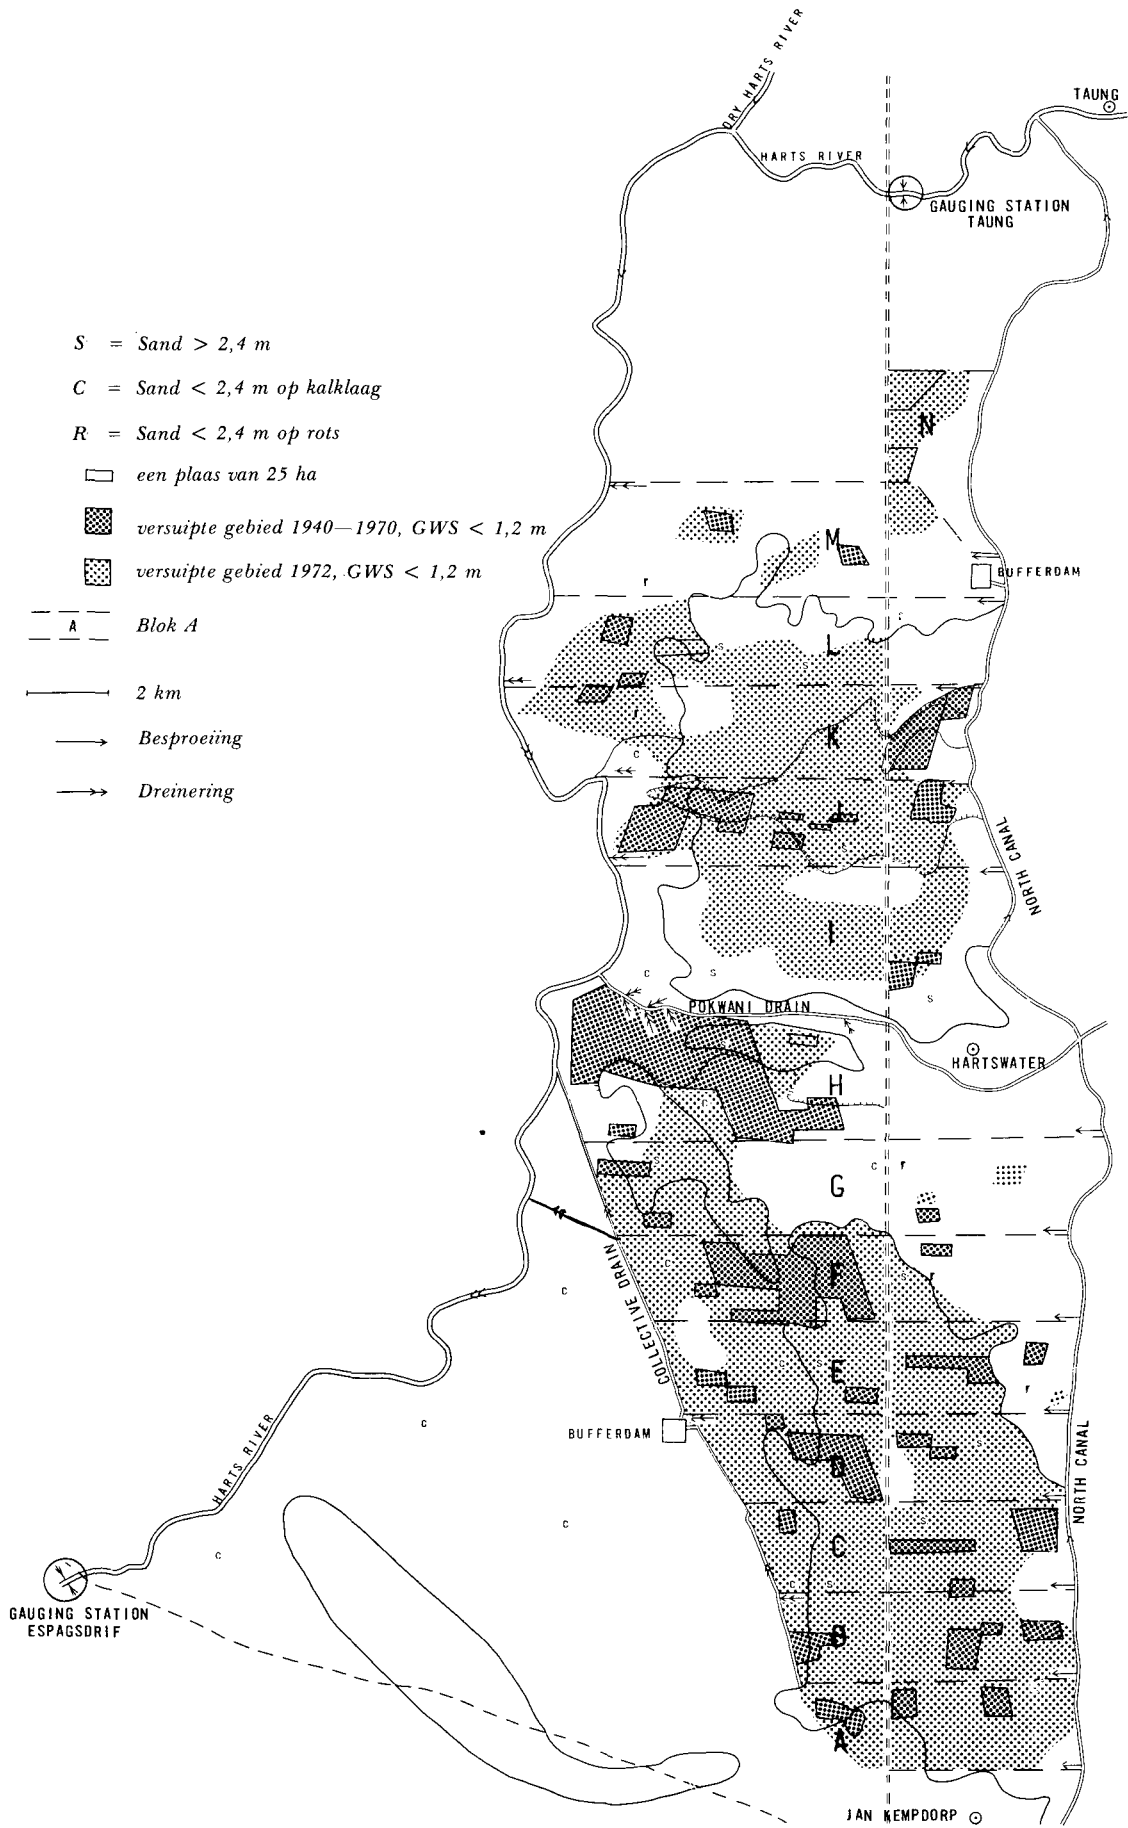 DRY HARTS RIVER
TAUNG
HARTS RIVER
GAUGING STATION
TAUNG
S = Sand > 2,4 m
C = Sand < 2,4 m op kalklaag
R = Sand < 2,4 m op rots
een plaas van 25 ha
versuipte gebied 1940—1970, GWS < 1,2 m
versuipte gebied 1972, GWS < 1,2 m
A Blok A
2 km
Besproeiing
Dreinering
N
M
BUFFERDAM
r
s
L
s
s
r
K
C
J
s
NORTH CANAL
I
C
S
S
POKWANI DRAIN
HARTSWATER
H
C
r
G
COLLECTIVE DRAIN
C
s
r
F
C
E
s
r
C
BUFFERDAM
s
D
NORTH CANAL
HARTS RIVER
C
s
C
C
C
s
B
GAUGING STATION
ESPAGSDRIF
A
JAN KEMPDORP